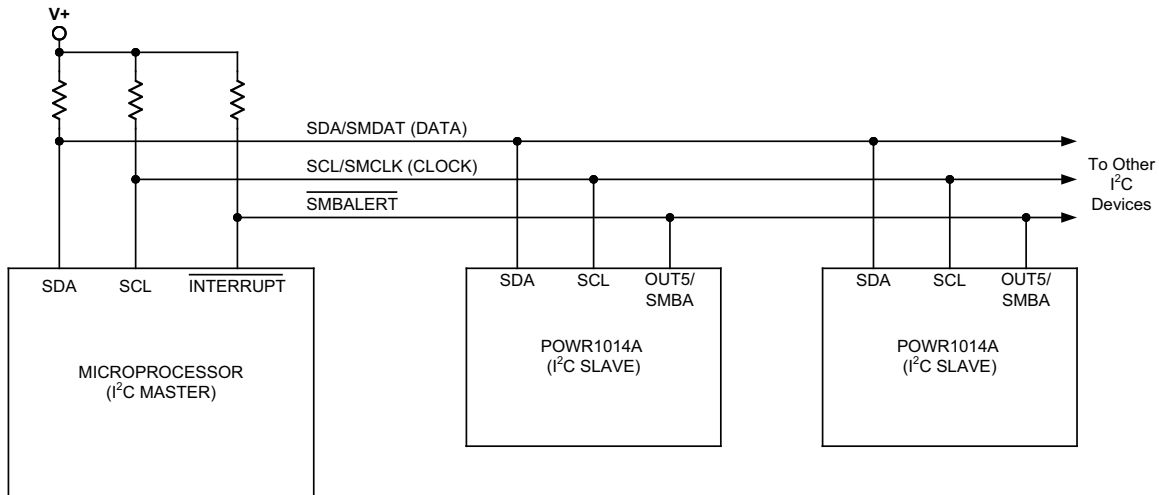 V+
SDA/SMDAT (DATA)
SCL/SMCLK (CLOCK)
SMBALERT
To Other
I²C
Devices
SDA SCL INTERRUPT
MICROPROCESSOR
(I²C MASTER)
SDA SCL OUT5/
SMBA
POWR1014A
(I²C SLAVE)
SDA SCL OUT5/
SMBA
POWR1014A
(I²C SLAVE)